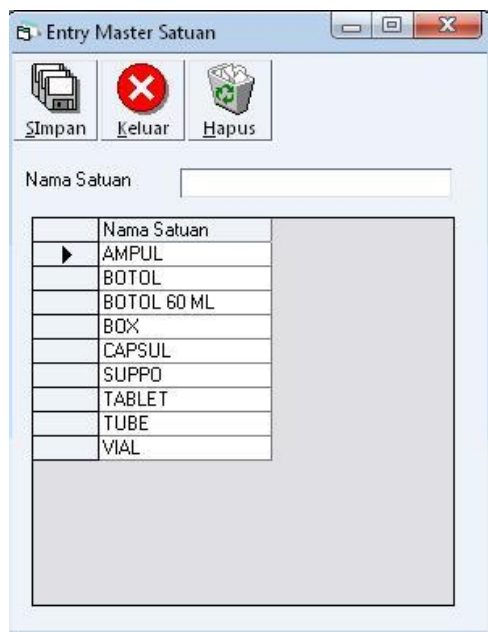 Entry Master Satuan
SImpan Keluar Hapus
Nama Satuan
Nama Satuan
AMPUL
BOTOL
BOTOL 60 ML
BOX
CAPSUL
SUPPO
TABLET
TUBE
VIAL